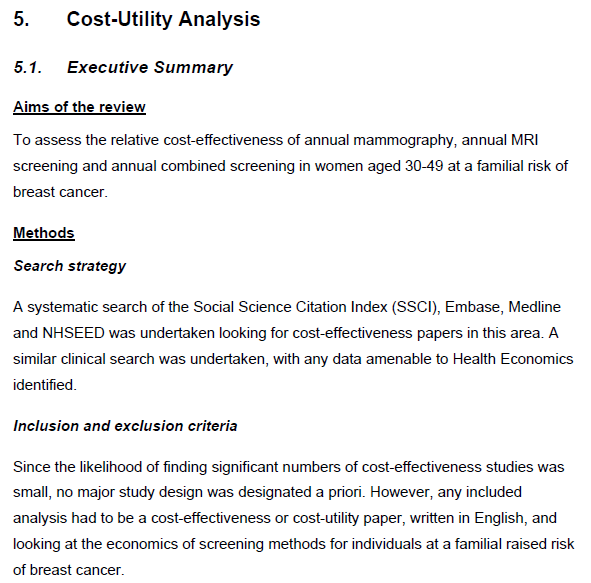 5. Cost-Utility Analysis
5.1. Executive Summary
Aims of the review
To assess the relative cost-effectiveness of annual mammography, annual MRI
screening and annual combined screening in women aged 30-49 at a familial risk of
breast cancer.
Methods
Search strategy
A systematic search of the Social Science Citation Index (SSCI), Embase, Medline
and NHSEED was undertaken looking for cost-effectiveness papers in this area. A
similar clinical search was undertaken, with any data amenable to Health Economics
identified.
Inclusion and exclusion criteria
Since the likelihood of finding significant numbers of cost-effectiveness studies was
small, no major study design was designated a priori. However, any included
analysis had to be a cost-effectiveness or cost-utility paper, written in English, and
looking at the economics of screening methods for individuals at a familial raised risk
of breast cancer.